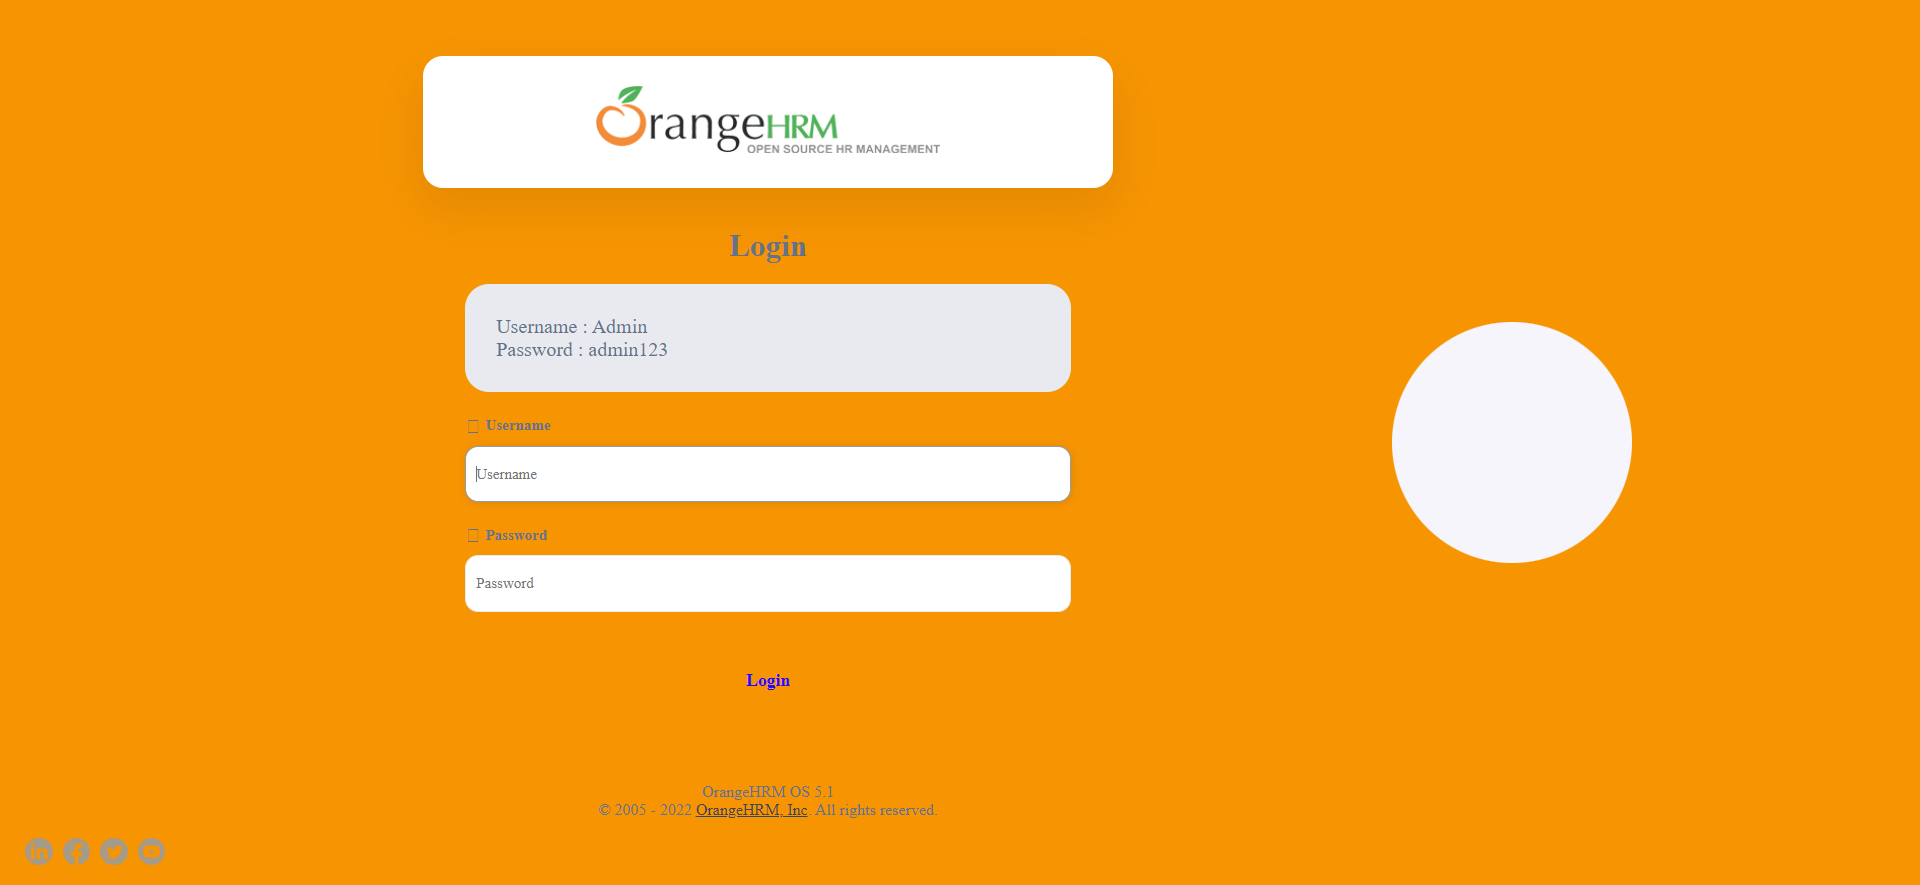 OrangeHRM
OPEN SOURCE HR MANAGEMENT
Login
Username : Admin
Password : admin123
Username
Username
Password
Password
Login
OrangeHRM OS 5.1
© 2005 - 2022 OrangeHRM, Inc. All rights reserved.